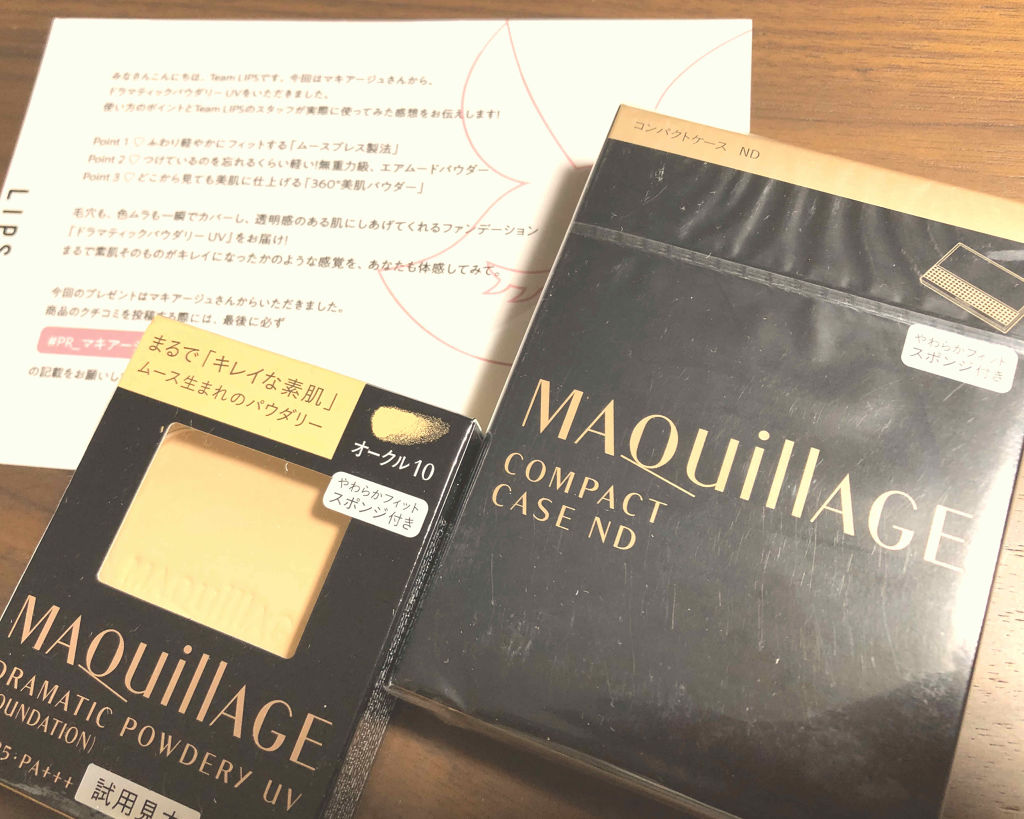 みなさんこんにちは、Team LIPSです。今回はマキアージュさんから、
ドラマティックパウダリー UVをいただきました。
使い方のポイントとTeam LIPSのスタッフが実際に使ってみた感想をお伝えします!
Point 1 ♡ ふわり軽やかにフィットする「ムースプレス製法」
Point 2 ♡ つけているのを忘れるくらい軽い!無重力級、エアムードパウダー
Point 3 ♡ どこから見ても美肌に仕上げる「360°美肌パウダー」
毛穴も、色ムラも一瞬でカバーし、透明感のある肌にしあげてくれるファンデーション
「ドラマティックパウダリー UV」をお届け!
まるで素肌そのものがキレイになったかのような感覚を、あなたも体感してみて。
今回のプレゼントはマキアージュさんからいただきました。
商品のクチコミを投稿する際には、最後に必ず
#PR_マキアー
の記載をお願いし
LIPS
まるで「キレイな素肌」
ムース生まれのパウダリー
オークル10
やわらかフィット
スポンジ付き
MAQuillAGE
DRAMATIC POWDERY UV
FOUNDATION)
5・PA+++
試用見本
コンパクトケース ND
やわらかフィット
スポンジ付き
MAQuillAGE
COMPACT
CASE ND